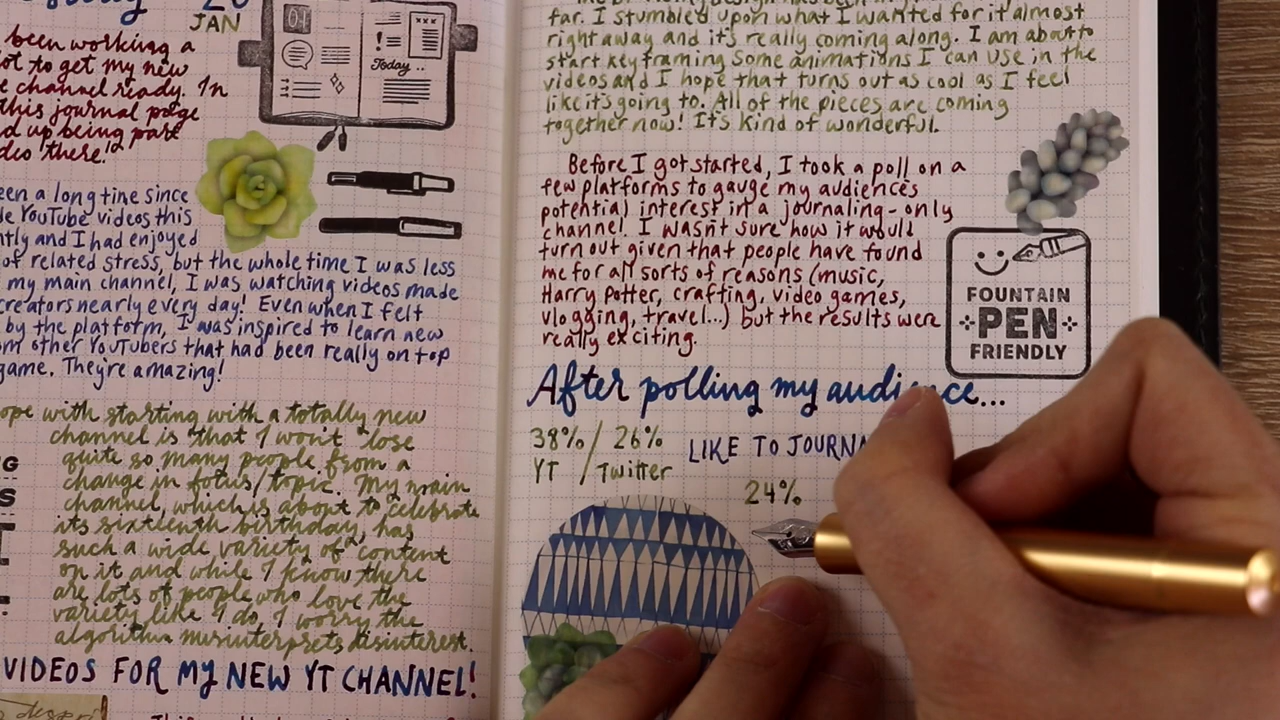 20
JAN
been working a
to get my new
channel ready. In
this journal page
up being part
there!
Today..
been a long time since
YouTube videos this
and I had enjoyed
of related stress, but the whole time I was less
my main channel, I was watching videos made
creators nearly every day! Even when I felt
by the platform, I was inspired to learn new
other YouTubers that had been really on top
game. They're amazing!
with starting with a totally new
channel is that I won't lose
quite so many people from a
change in focus/topic. My main
channel, which is about to celebrate
its sixteenth birthday, has
such a wide variety of content
on it and while I know there
are lots of people who love the
variety like I do, I worry the
algorithm misinterprets disinterest.
VIDEOS FOR MY NEW YT CHANNEL!
far. I stumbled upon what I wanted for it almost
right away and it's really coming along. I am about to
start keyframing some animations I can use in the
videos and I hope that turns out as cool as I feel
like it's going to. All of the pieces are coming
together now! It's kind of wonderful.
Before I got started, I took a poll on a
few platforms to gauge my audiences
potential interest in a journaling-only
channel. I wasn't sure how it would
turn out given that people have found
me for all sorts of reasons (music,
Harry Potter, crafting, video games,
vlogging, travel...) but the results were
really exciting.
FOUNTAIN
PEN
FRIENDLY
After polling my audience...
38% / 26% LIKE TO JOURNA
YT / Twitter
24%